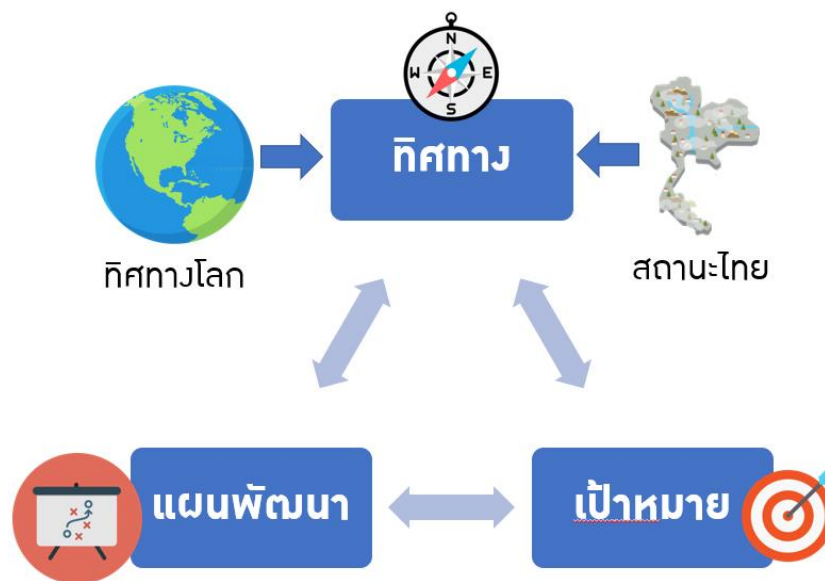 N
W E
S
ทิศทาง
ทิศทางโลก
สถานะไทย
แผนพัฒนา
เป้าหมาย